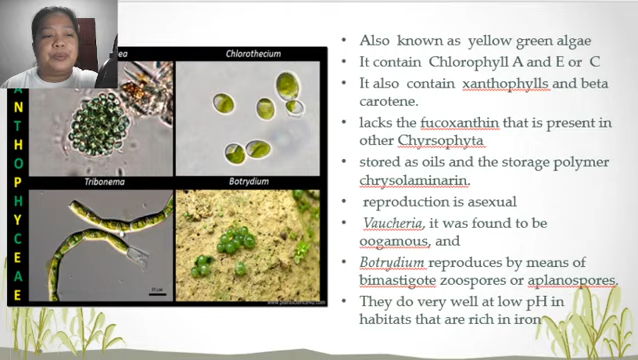 ea
Chlorothecium
A
N
T
H
O
P
H
Y
C
E
A
E
Tribonema
Botrydium
www.
• Also known as yellow green algae
• It contain Chlorophyll A and E or C
• It also contain xanthophylls and beta
carotene.
• lacks the fucoxanthin that is present in
other Chyrsophyta
• stored as oils and the storage polymer
chrysolaminarin.
• reproduction is asexual
• Vaucheria, it was found to be
oogamous, and
• Botrydium reproduces by means of
bimastigote zoospores or aplanospores.
• They do very well at low pH in
habitats that are rich in iron